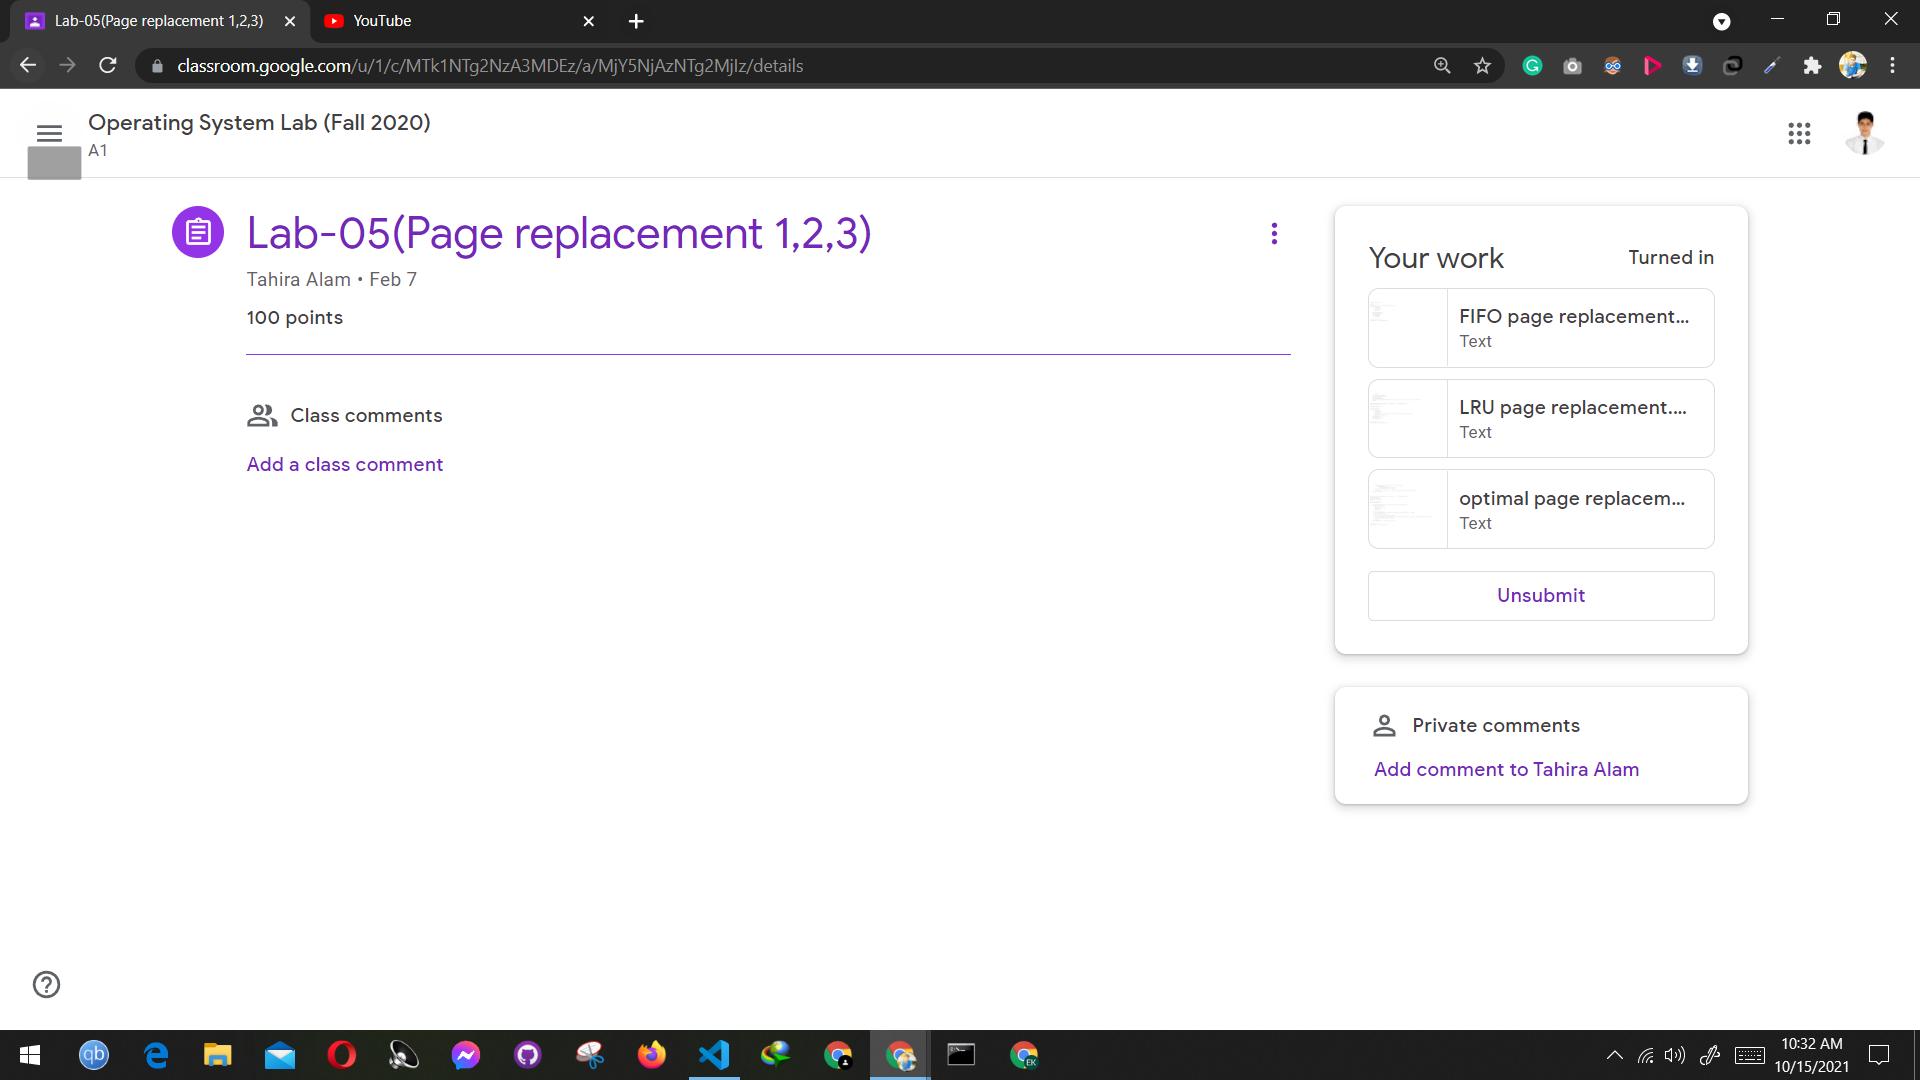 Lab-05(Page replacement 1,2,3)
YouTube
classroom.google.com/u/1/c/MTk1NTg2NzA3MDEz/a/MjY5NjAzNTg2MjIz/details
Operating System Lab (Fall 2020)
A1
Lab-05(Page replacement 1,2,3)
Tahira Alam • Feb 7
100 points
Class comments
Add a class comment
Your work
Turned in
FIFO page replacement...
Text
LRU page replacement....
Text
optimal page replacem...
Text
Unsubmit
Private comments
Add comment to Tahira Alam
qb
EK
10:32 AM
10/15/2021